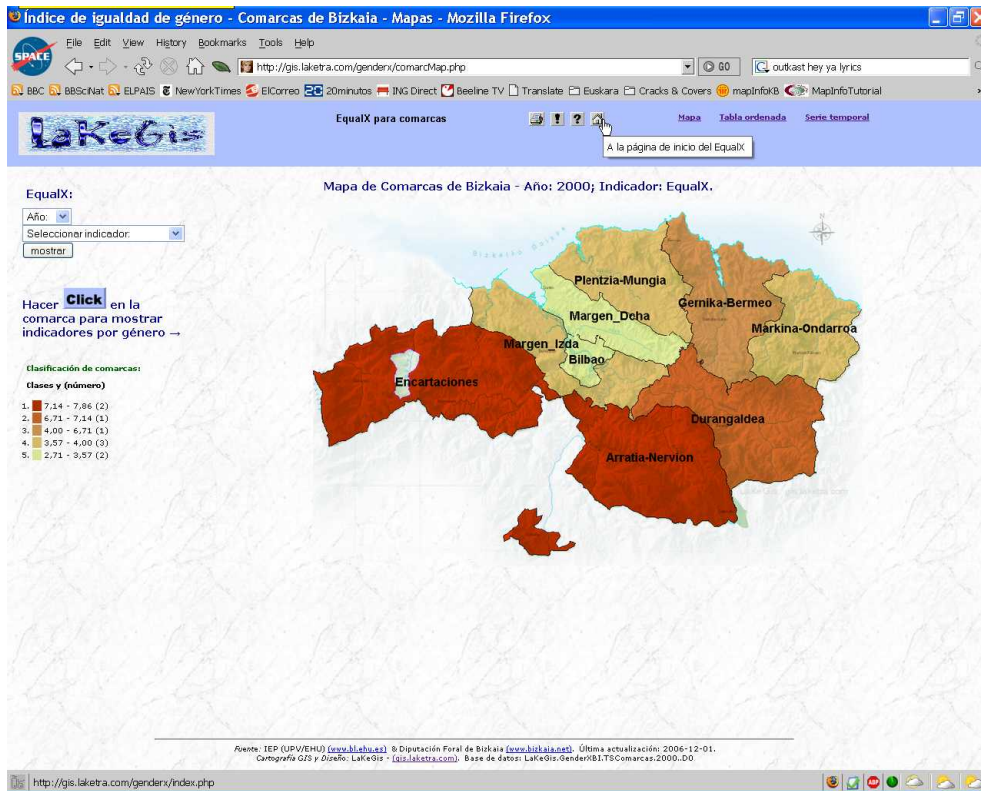 Índice de igualdad de género - Comarcas de Bizkaia - Mapas - Mozilla Firefox
SPACE
File Edit View History Bookmarks Tools Help
http://gis.laketra.com/genderx/comarcMap.php
GO
outkast hey ya lyrics
BBC BBSciNat ELPAIS NewYorkTimes ElCorreo 20minutos ING Direct Beeline TV Translate Euskara Cracks & Covers mapInfoKB MapInfoTutorial
LaKeGis
EqualX para comarcas
Mapa Tabla ordenada Serie temporal
A la página de inicio del EqualX
EqualX:
Año:
Seleccionar indicador:
mostrar
Hacer Click en la
comarca para mostrar
indicadores por género →
Clasificación de comarcas:
Clases y (número)
1. 7,14 - 7,86 (2)
2. 6,71 - 7,14 (1)
3. 4,00 - 6,71 (1)
4. 3,57 - 4,00 (3)
5. 2,71 - 3,57 (2)
Mapa de Comarcas de Bizkaia - Año: 2000; Indicador: EqualX.
N
Plentzia-Mungia
Gernika-Bermeo
Margen_Dcha
Markina-Ondarroa
Margen_Izda
Bilbao
Encartaciones
Durangaldea
Arratia-Nervion
Fuente: IEP (UPV/EHU) (www.bl.ehu.es) & Diputación Foral de Bizkaia (www.bizkaia.net). Última actualización: 2006-12-01.
Cartografía GIS y Diseño: LaKeGis - (gis.laketra.com). Base de datos: LaKeGis.GenderXBI.TSComarcas.2000..D0
http://gis.laketra.com/genderx/index.php
ABP